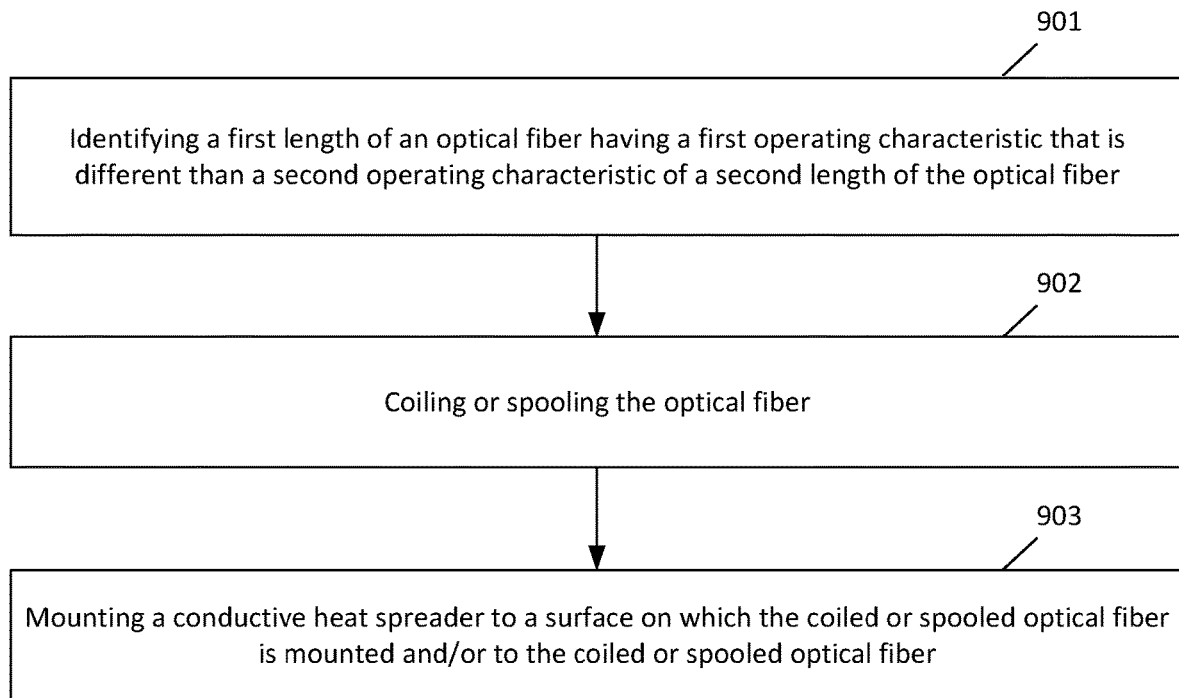 901
Identifying a first length of an optical fiber having a first operating characteristic that is
different than a second operating characteristic of a second length of the optical fiber
902
Coiling or spooling the optical fiber
903
Mounting a conductive heat spreader to a surface on which the coiled or spooled optical fiber
is mounted and/or to the coiled or spooled optical fiber